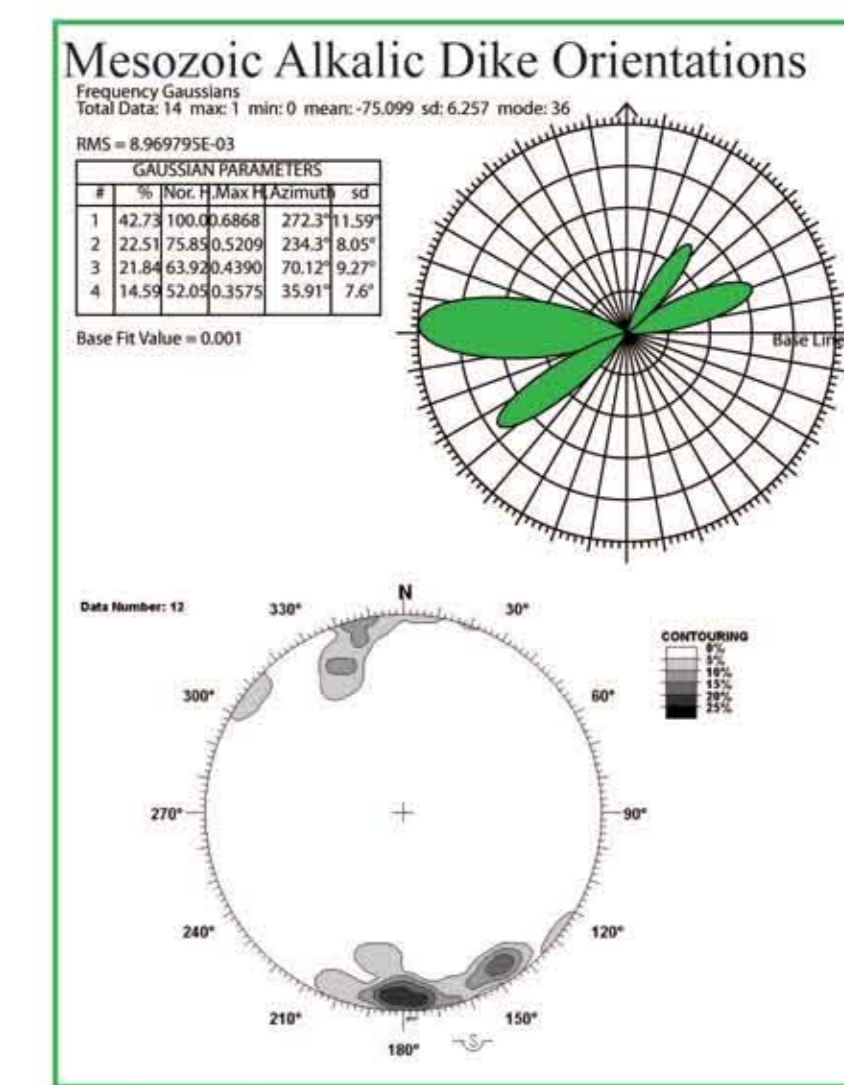 Mesozoic Alkalic Dike Orientations
Frequency Gaussians
Total Data: 14 max: 1 min: 0 mean: -75.099 sd: 6.257 mode: 36
RMS = 8.969795E-03
GAUSSIAN PARAMETERS
# % Nor. H. Max H. Azimuth sd
1 42.73 100.00 0.6868 272.3° 11.59°
2 22.51 75.85 0.5209 234.3° 8.05°
3 21.84 63.92 0.4390 70.12° 9.27°
4 14.59 52.05 0.3575 35.91° 7.6°
Base Fit Value = 0.001
Base Line
Data Number: 12
N
330° 30°
CONTOURING
0%
5%
10%
15%
20%
25%
300° 60°
270° 90°
240° 120°
210° 150°
180°
S